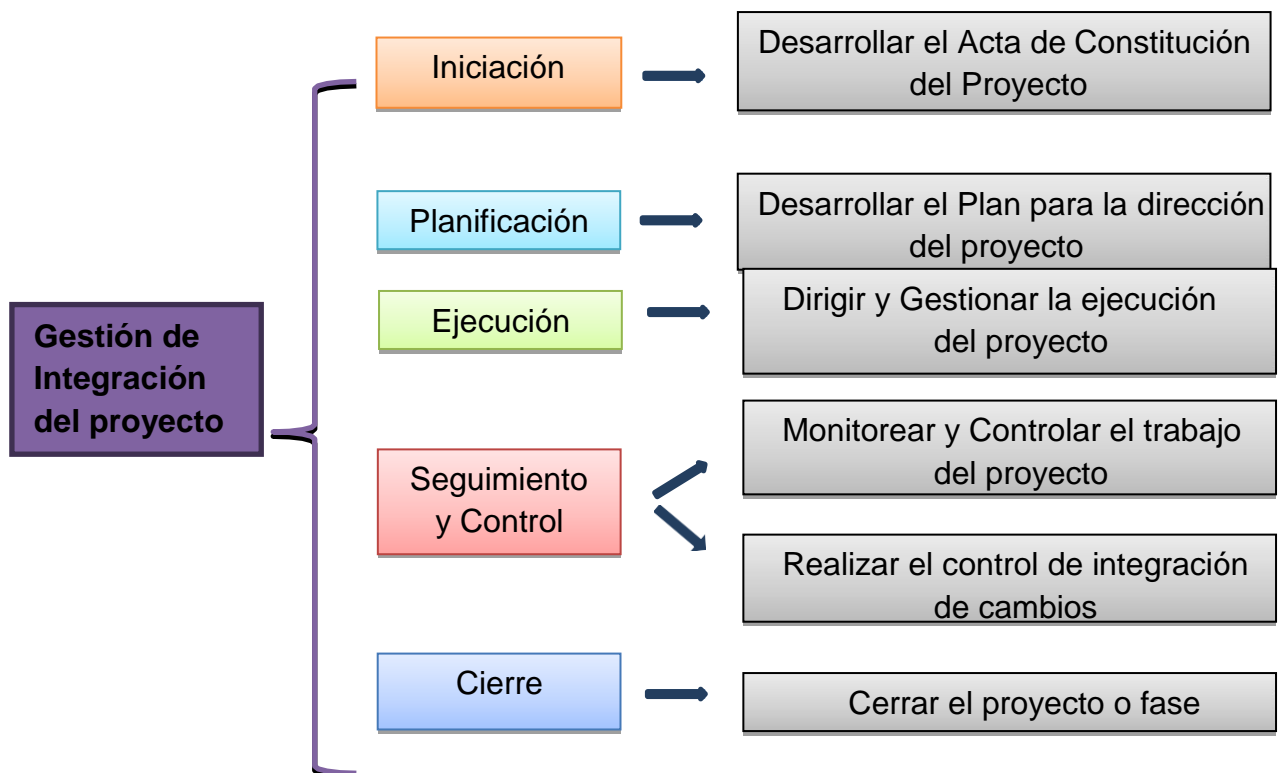 Gestión de
Integración
del proyecto
Iniciación
Desarrollar el Acta de Constitución
del Proyecto
Planificación
Desarrollar el Plan para la dirección
del proyecto
Ejecución
Dirigir y Gestionar la ejecución
del proyecto
Seguimiento
y Control
Monitorear y Controlar el trabajo
del proyecto
Realizar el control de integración
de cambios
Cierre
Cerrar el proyecto o fase